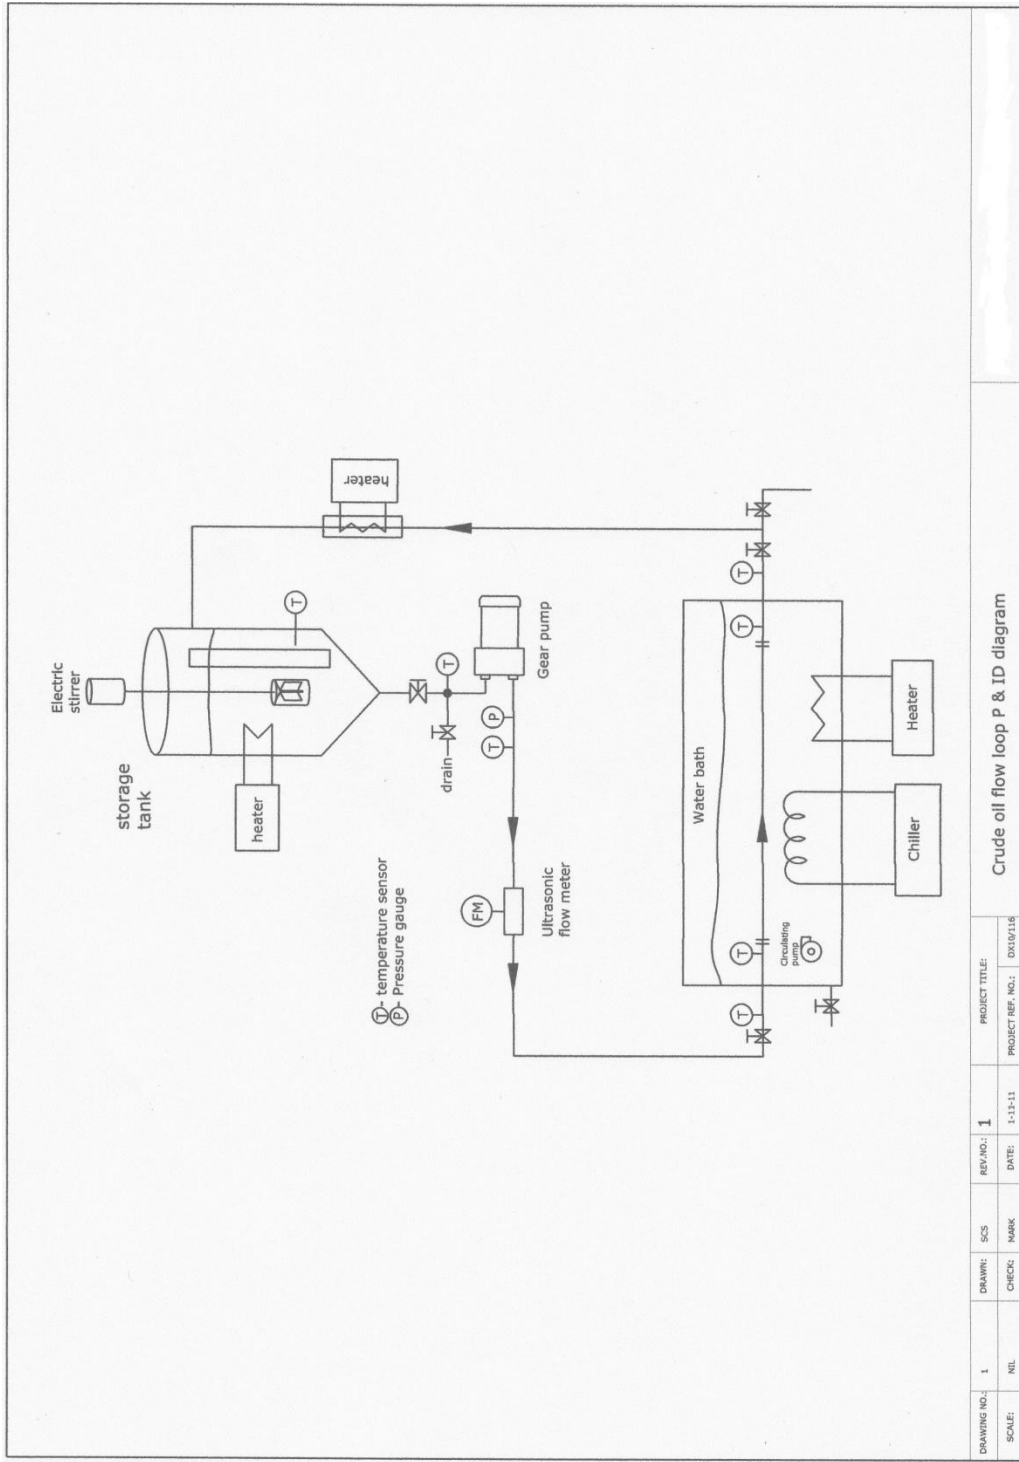 Electric
stirrer
storage
tank
heater
T
heater
T
drain
T
P
Gear pump
T- temperature sensor
P- Pressure gauge
FM
Ultrasonic
flow meter
T
T
T
T
Water bath
Circulating
pump
Chiller
Heater
DRAWING NO.: 1
DRAWN: SCS
REV.NO.: 1
PROJECT TITLE:
Crude oil flow loop P & ID diagram
SCALE: NIL
CHECK: MARK
DATE: 1-11-11
PROJECT REF. NO.: DX10/116